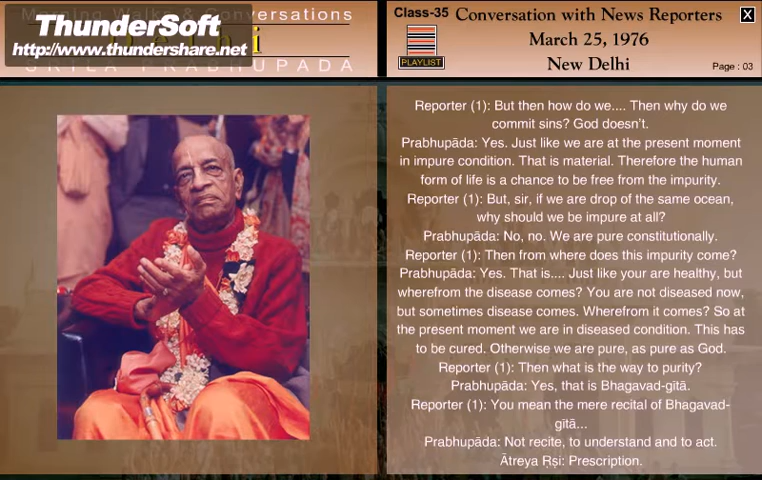 ThunderSoft
http://www.thundershare.net
Morning Walks & Conversations
SRILA PRABHUPADA
Class-35
PLAYLIST
Conversation with News Reporters
March 25, 1976
New Delhi
X
Page : 03
Reporter (1): But then how do we.... Then why do we
commit sins? God doesn't.
Prabhupāda: Yes. Just like we are at the present moment
in impure condition. That is material. Therefore the human
form of life is a chance to be free from the impurity.
Reporter (1): But, sir, if we are drop of the same ocean,
why should we be impure at all?
Prabhupāda: No, no. We are pure constitutionally.
Reporter (1): Then from where does this impurity come?
Prabhupāda: Yes. That is.... Just like your are healthy, but
wherefrom the disease comes? You are not diseased now,
but sometimes disease comes. Wherefrom it comes? So at
the present moment we are in diseased condition. This has
to be cured. Otherwise we are pure, as pure as God.
Reporter (1): Then what is the way to purity?
Prabhupāda: Yes, that is Bhagavad-gītā.
Reporter (1): You mean the mere recital of Bhagavad-
gītā...
Prabhupāda: Not recite, to understand and to act.
Ātreya Ṛṣi: Prescription.